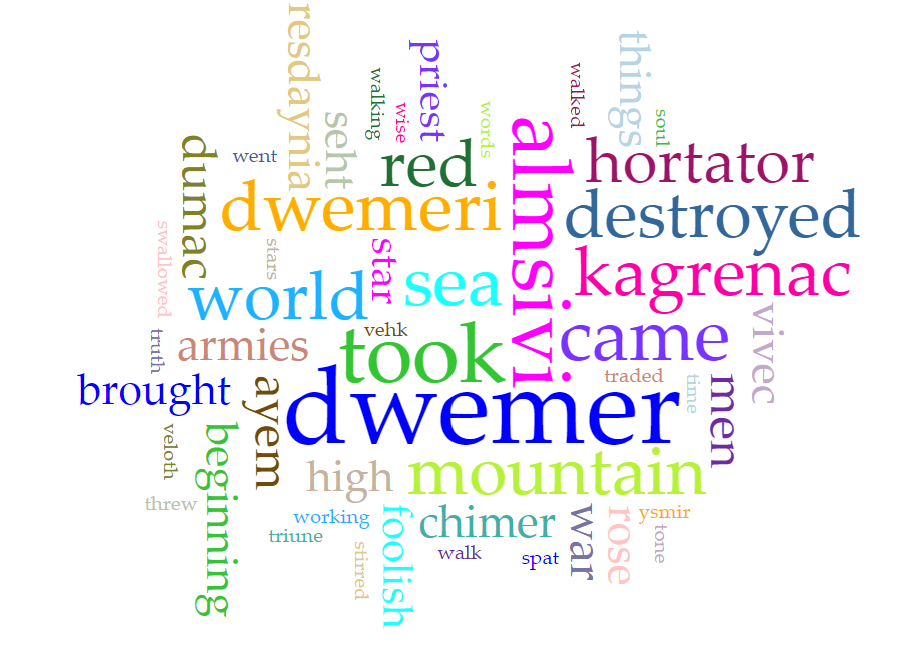 resdaynia
priest
walking
wise
words
walked
things
soul
seht
went
dumac
red
almsivi
hortator
dwemeri
destroyed
swallowed
stars
star
sea
kagrenac
world
vehk
took
came
vivec
truth
armies
traded
time
men
brought
ayem
dwemer
veloth
beginning
high
mountain
threw
working
triune
stirred
foolish
chimer
walk
spat
war
rose
ysmir
tone